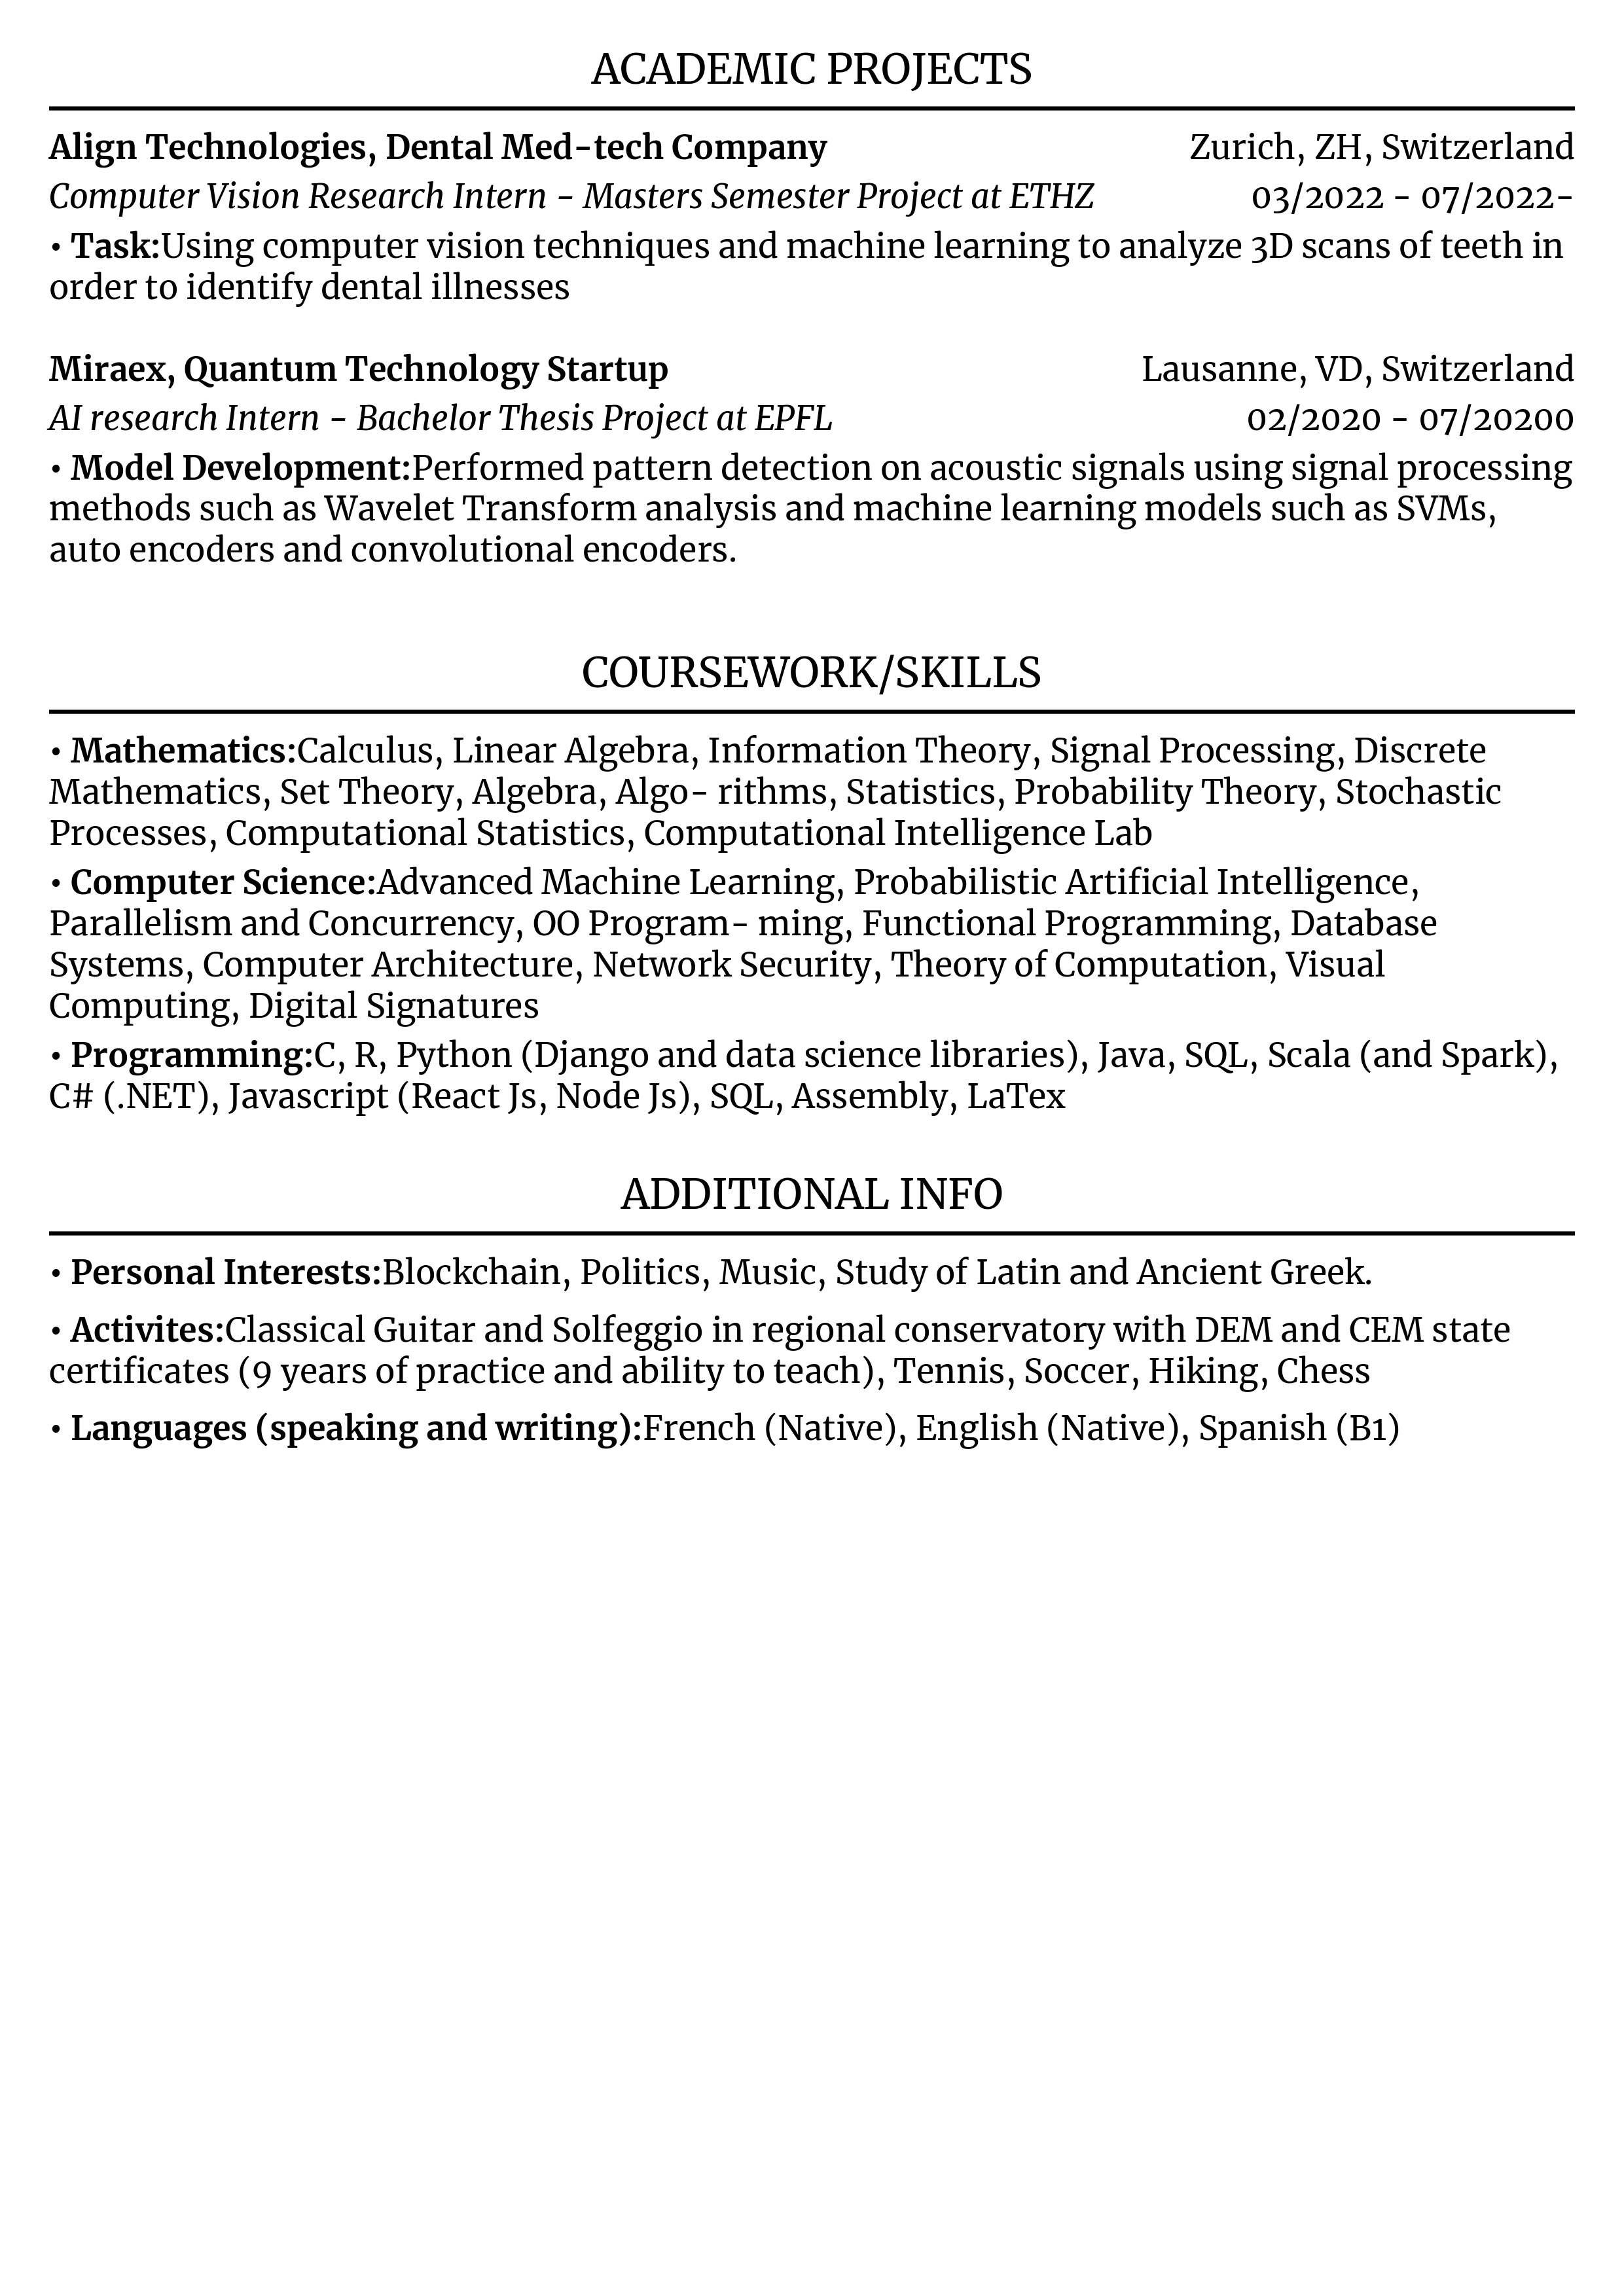 ACADEMIC PROJECTS
Align Technologies, Dental Med-tech Company Zurich, ZH, Switzerland
Computer Vision Research Intern - Masters Semester Project at ETHZ 03/2022 - 07/2022-
• Task:Using computer vision techniques and machine learning to analyze 3D scans of teeth in
order to identify dental illnesses
Miraex, Quantum Technology Startup Lausanne, VD, Switzerland
AI research Intern - Bachelor Thesis Project at EPFL 02/2020 - 07/20200
• Model Development:Performed pattern detection on acoustic signals using signal processing
methods such as Wavelet Transform analysis and machine learning models such as SVMs,
auto encoders and convolutional encoders.
COURSEWORK/SKILLS
• Mathematics:Calculus, Linear Algebra, Information Theory, Signal Processing, Discrete
Mathematics, Set Theory, Algebra, Algo- rithms, Statistics, Probability Theory, Stochastic
Processes, Computational Statistics, Computational Intelligence Lab
• Computer Science:Advanced Machine Learning, Probabilistic Artificial Intelligence,
Parallelism and Concurrency, OO Program- ming, Functional Programming, Database
Systems, Computer Architecture, Network Security, Theory of Computation, Visual
Computing, Digital Signatures
• Programming:C, R, Python (Django and data science libraries), Java, SQL, Scala (and Spark),
C# (.NET), Javascript (React Js, Node Js), SQL, Assembly, LaTex
ADDITIONAL INFO
• Personal Interests:Blockchain, Politics, Music, Study of Latin and Ancient Greek.
• Activites:Classical Guitar and Solfeggio in regional conservatory with DEM and CEM state
certificates (9 years of practice and ability to teach), Tennis, Soccer, Hiking, Chess
• Languages (speaking and writing):French (Native), English (Native), Spanish (B1)